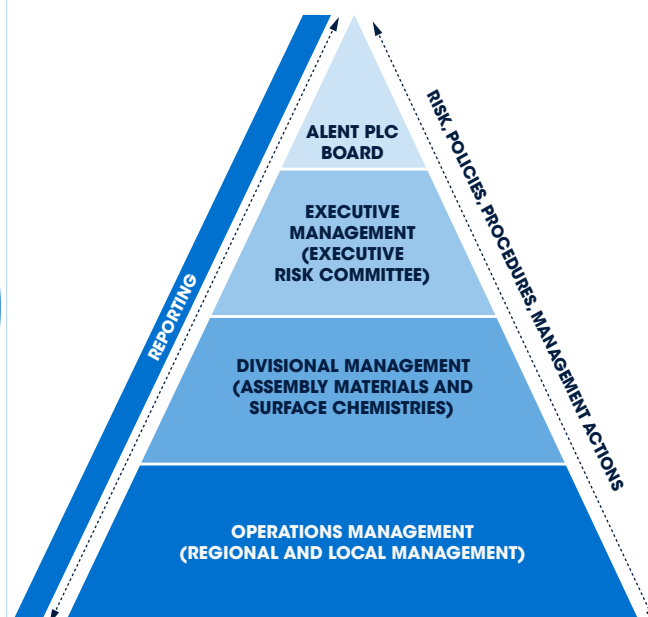 ALENT PLC
BOARD
EXECUTIVE
MANAGEMENT
(EXECUTIVE
RISK COMMITTEE)
DIVISIONAL MANAGEMENT
(ASSEMBLY MATERIALS AND
SURFACE CHEMISTRIES)
OPERATIONS MANAGEMENT
(REGIONAL AND LOCAL MANAGEMENT)
REPORTING
RISK, POLICIES, PROCEDURES, MANAGEMENT ACTIONS